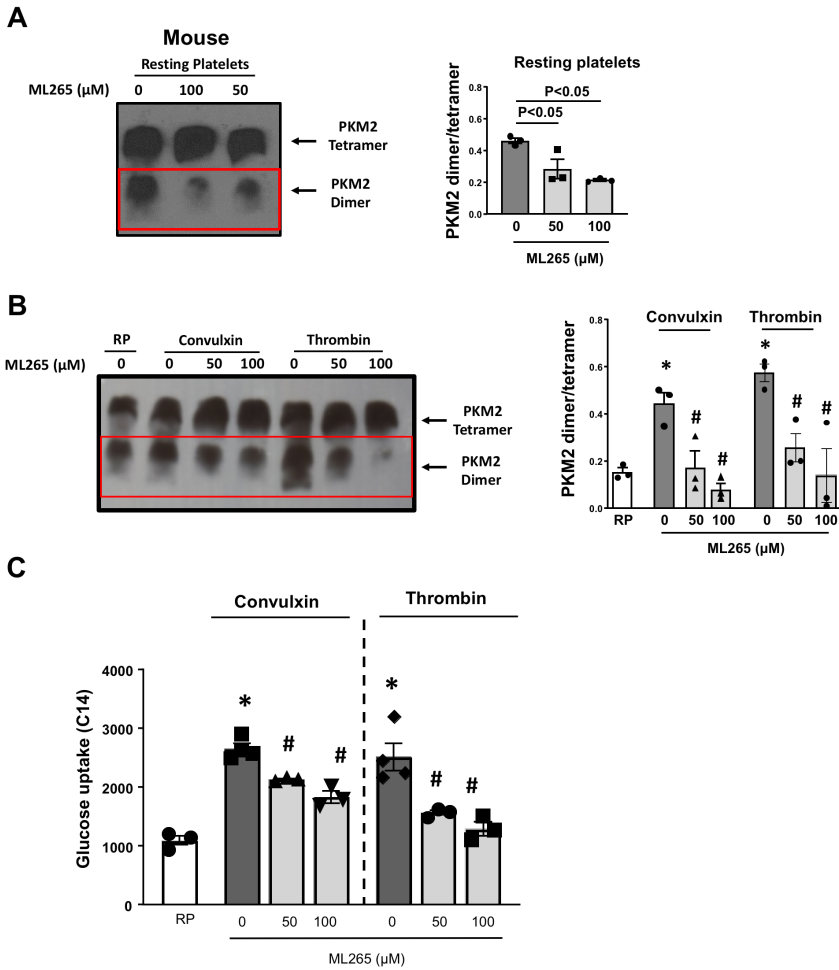 A
Mouse
Resting Platelets
ML265 (µM) 0 100 50
PKM2
Tetramer
PKM2
Dimer
Resting platelets
PKM2 dimer/tetramer
0.8
0.6
0.4
0.2
0.0
P<0.05
P<0.05
0 50 100
ML265 (µM)
B
RP Convulxin Thrombin
ML265 (µM) 0 0 50 100 0 50 100
PKM2
Tetramer
PKM2
Dimer
PKM2 dimer/tetramer
0.8
0.6
0.4
0.2
0.0
Convulxin Thrombin
* # # * # #
RP 0 50 100 0 50 100
ML265 (µM)
C
Convulxin Thrombin
Glucose uptake (C14)
4000
3000
2000
1000
0
* # # * # #
RP 0 50 100 0 50 100
ML265 (µM)